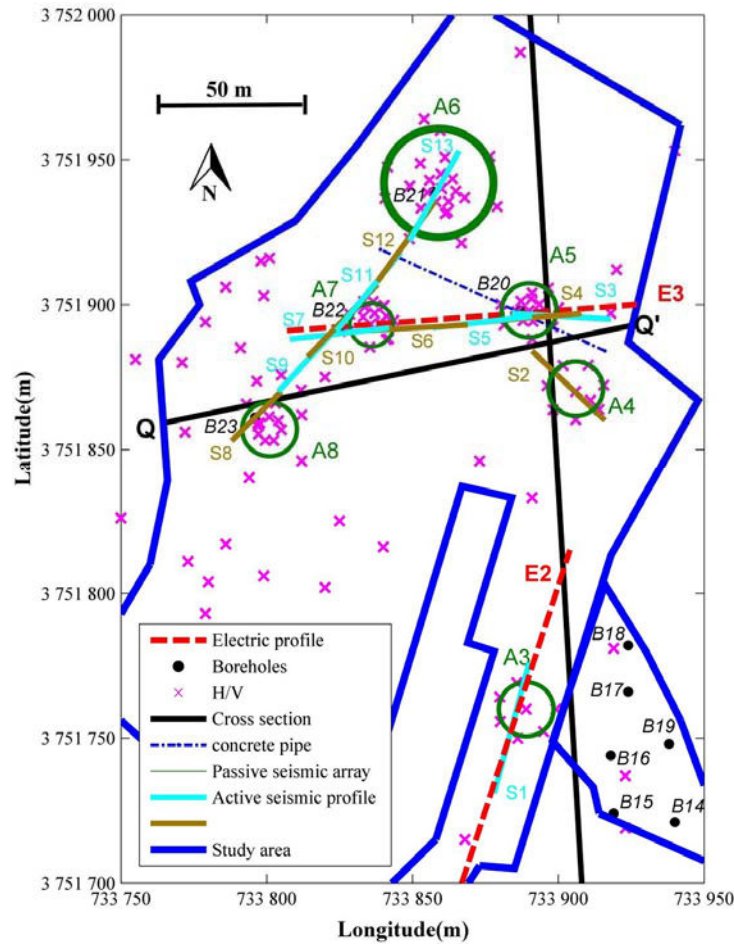 3 752 000
50 m
A6
S13
3 751 950
B21
N
S12
A5
S11
B20
S4
S3
A7
E3
3 751 900
S7
B22
Q'
S6
S5
S10
S2
S9
A4
Q
B23
A8
3 751 850
S8
Latitude(m)
E2
3 751 800
B18
A3
B17
B19
3 751 750
B16
S1
B15
B14
Electric profile
Boreholes
H/V
Cross section
concrete pipe
Passive seismic array
Active seismic profile
Study area
3 751 700
733 750
733 800
733 850
733 900
733 950
Longitude(m)